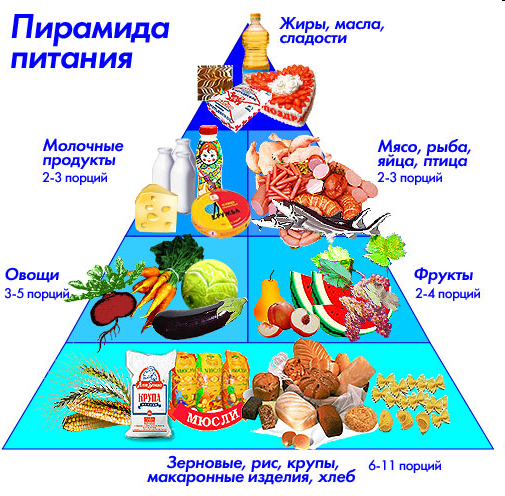 Пирамида
питания
Жиры, масла,
сладости
Молочные
продукты
2-3 порций
Мясо, рыба,
яйца, птица
2-3 порций
ДРУЖБА
Овощи
3-5 порций
Фрукты
2-4 порций
КРУПА
МЮСЛИ
Зерновые, рис, крупы,
макаронные изделия, хлеб
6-11 порций